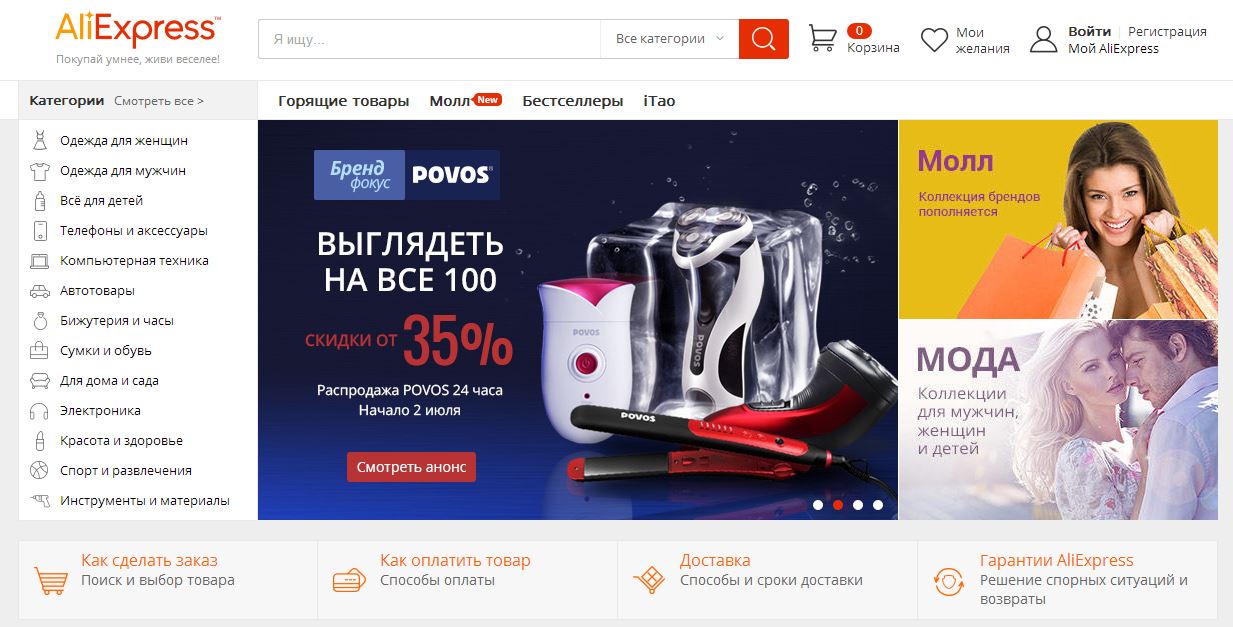 AliExpress™
Покупай умнее, живи веселее!
Я ищу...
Все категории
0
Корзина
Мои
желания
Войти | Регистрация
Мой AliExpress
Категории Смотреть все >
Горящие товары Молл New Бестселлеры iТао
Одежда для женщин
Одежда для мужчин
Всё для детей
Телефоны и аксессуары
Компьютерная техника
Автотовары
Бижутерия и часы
Сумки и обувь
Для дома и сада
Электроника
Красота и здоровье
Спорт и развлечения
Инструменты и материалы
Бренд
фокус
POVOS®
ВЫГЛЯДЕТЬ
НА ВСЕ 100
СКИДКИ ОТ 35%
Распродажа POVOS 24 часа
Начало 2 июля
Смотреть анонс
POVOS
POVOS
POVOS
Молл
Коллекция брендов
пополняется
МОДА
Коллекции
для мужчин,
женщин
и детей
Как сделать заказ
Поиск и выбор товара
Как оплатить товар
Способы оплаты
Доставка
Способы и сроки доставки
Гарантии AliExpress
Решение спорных ситуаций и
возвраты